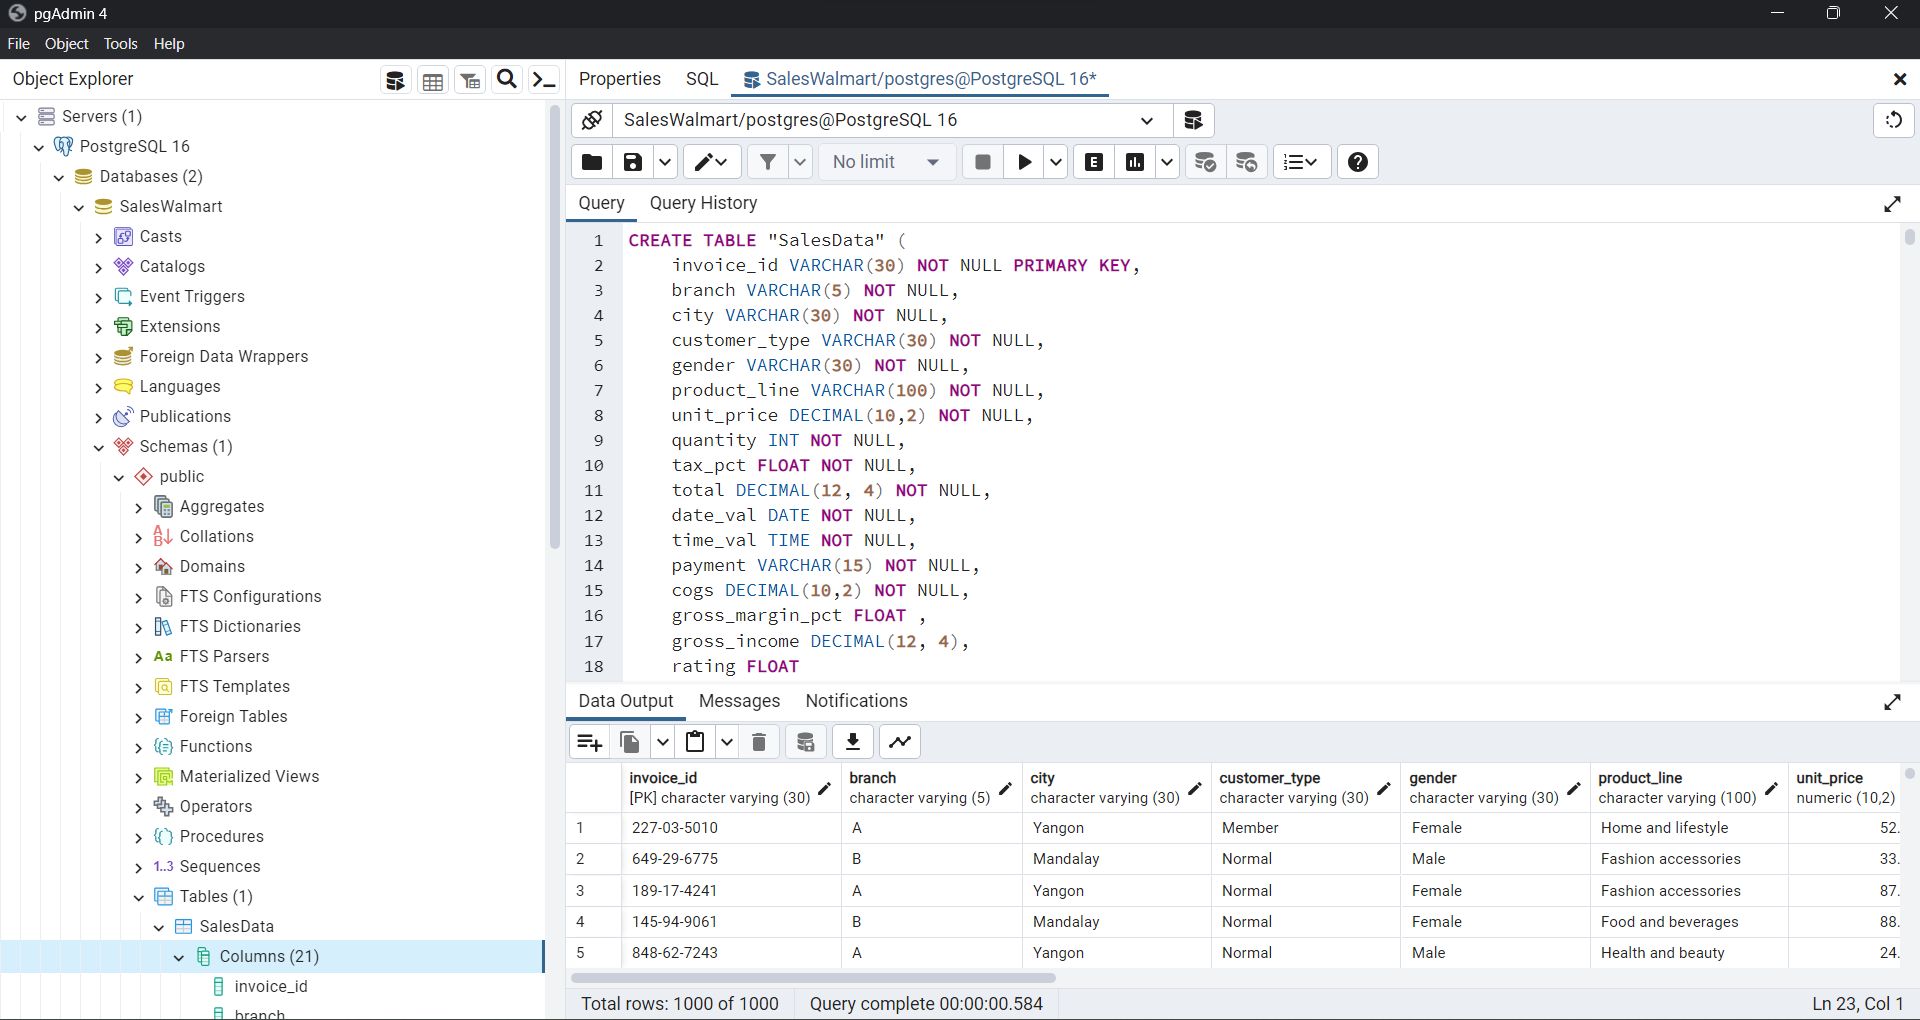 pgAdmin 4
File Object Tools Help
Object Explorer
Servers (1)
PostgreSQL 16
Databases (2)
SalesWalmart
Casts
Catalogs
Event Triggers
Extensions
Foreign Data Wrappers
Languages
Publications
Schemas (1)
public
Aggregates
Collations
Domains
FTS Configurations
FTS Dictionaries
Aa FTS Parsers
FTS Templates
Foreign Tables
Functions
Materialized Views
Operators
Procedures
1..3 Sequences
Tables (1)
SalesData
Columns (21)
invoice_id
branch
Properties SQL SalesWalmart/postgres@PostgreSQL 16*
SalesWalmart/postgres@PostgreSQL 16
No limit
Query Query History
1 CREATE TABLE "SalesData" (
2 invoice_id VARCHAR(30) NOT NULL PRIMARY KEY,
3 branch VARCHAR(5) NOT NULL,
4 city VARCHAR(30) NOT NULL,
5 customer_type VARCHAR(30) NOT NULL,
6 gender VARCHAR(30) NOT NULL,
7 product_line VARCHAR(100) NOT NULL,
8 unit_price DECIMAL(10,2) NOT NULL,
9 quantity INT NOT NULL,
10 tax_pct FLOAT NOT NULL,
11 total DECIMAL(12, 4) NOT NULL,
12 date_val DATE NOT NULL,
13 time_val TIME NOT NULL,
14 payment VARCHAR(15) NOT NULL,
15 cogs DECIMAL(10,2) NOT NULL,
16 gross_margin_pct FLOAT ,
17 gross_income DECIMAL(12, 4),
18 rating FLOAT
Data Output Messages Notifications
invoice_id branch city customer_type gender product_line unit_price
[PK] character varying (30) character varying (5) character varying (30) character varying (30) character varying (30) character varying (100) numeric (10,2)
1 227-03-5010 A Yangon Member Female Home and lifestyle 52.
2 649-29-6775 B Mandalay Normal Male Fashion accessories 33.
3 189-17-4241 A Yangon Normal Female Fashion accessories 87.
4 145-94-9061 B Mandalay Normal Female Food and beverages 88.
5 848-62-7243 A Yangon Normal Male Health and beauty 24.
Total rows: 1000 of 1000 Query complete 00:00:00.584 Ln 23, Col 1